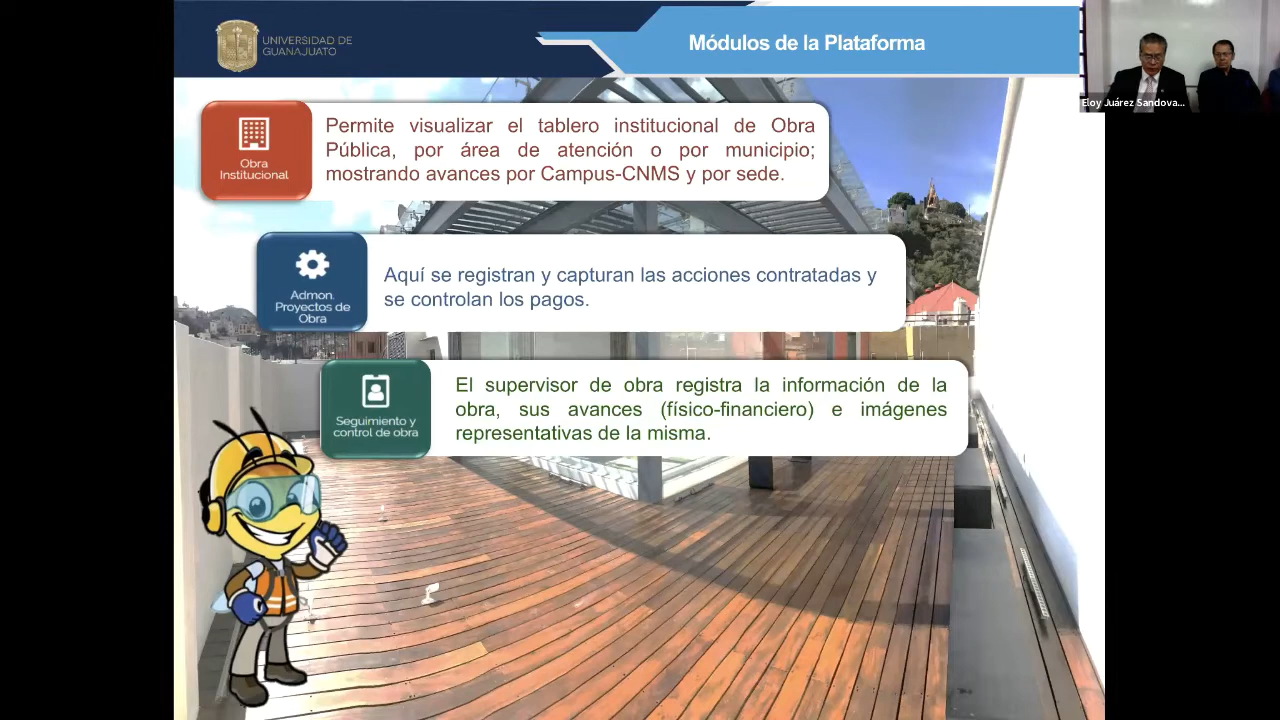 UNIVERSIDAD DE
GUANAJUATO
Módulos de la Plataforma
Eloy Juárez Sandova...
Obra
Institucional
Permite visualizar el tablero institucional de Obra
Pública, por área de atención o por municipio;
mostrando avances por Campus-CNMS y por sede.
Admon.
Proyectos de
Obra
Aquí se registran y capturan las acciones contratadas y
se controlan los pagos.
Seguimiento y
control de obra
El supervisor de obra registra la información de la
obra, sus avances (físico-financiero) e imágenes
representativas de la misma.